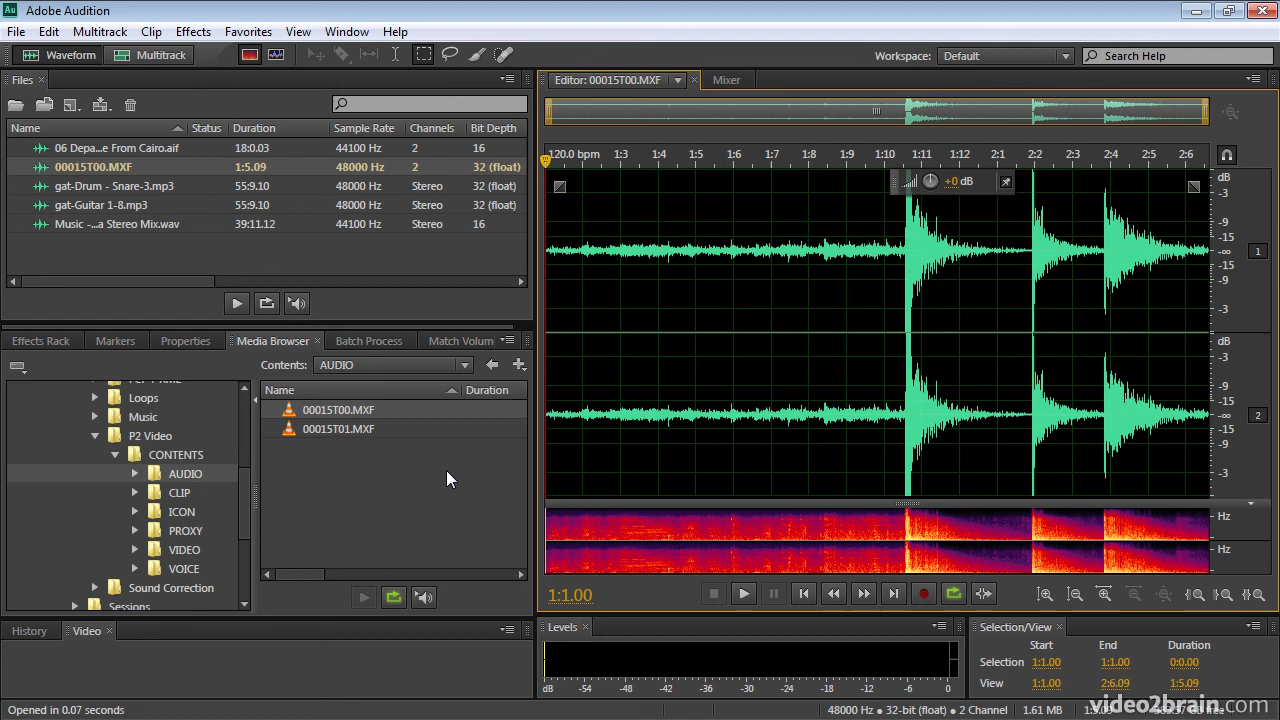 Au Adobe Audition
File Edit Multitrack Clip Effects Favorites View Window Help
Waveform Multitrack Workspace: Default Search Help
Files
Name Status Duration Sample Rate Channels Bit Depth
06 Depa...e From Cairo.aif 18:0.03 44100 Hz 2 16
00015T00.MXF 1:5.09 48000 Hz 2 32 (float)
gat-Drum - Snare-3.mp3 55:9.10 48000 Hz Stereo 32 (float)
gat-Guitar 1-8.mp3 55:9.10 48000 Hz Stereo 32 (float)
Music -...a Stereo Mix.wav 39:11.12 44100 Hz Stereo 16
Effects Rack Markers Properties Media Browser Batch Process Match Volum
Contents: AUDIO
Name Duration
00015T00.MXF
00015T01.MXF
Loops
Music
P2 Video
CONTENTS
AUDIO
CLIP
ICON
PROXY
VIDEO
VOICE
Sound Correction
Sessions
History Video
Opened in 0.07 seconds
Editor: 00015T00.MXF Mixer
120.0 bpm 1:3 1:4 1:5 1:6 1:7 1:8 1:9 1:10 1:11 1:12 2:1 2:2 2:3 2:4 2:5 2:6
+0 dB
dB
-3
-9
-15
-∞
-15
-9
-3
1
dB
-3
-9
-15
-∞
-15
-9
-3
2
Hz
Hz
1:1.00
Levels
dB -54 -48 -42 -36 -30 -24 -18 -12 -6 0
Selection/View
Start End Duration
Selection 1:1.00 1:1.00 0:0.00
View 1:1.00 2:6.09 1:5.09
48000 Hz ● 32-bit (float) ● 2 Channel 1.61 MB
video2brain.com